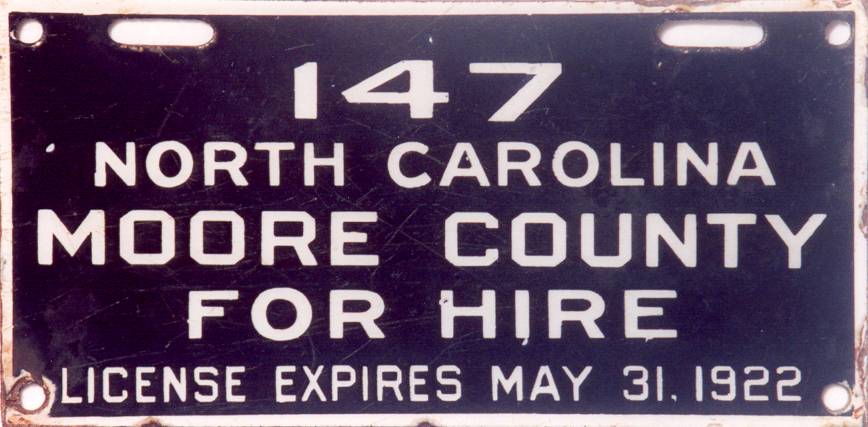 147
NORTH CAROLINA
MOORE COUNTY
FOR HIRE
LICENSE EXPIRES MAY 31, 1922